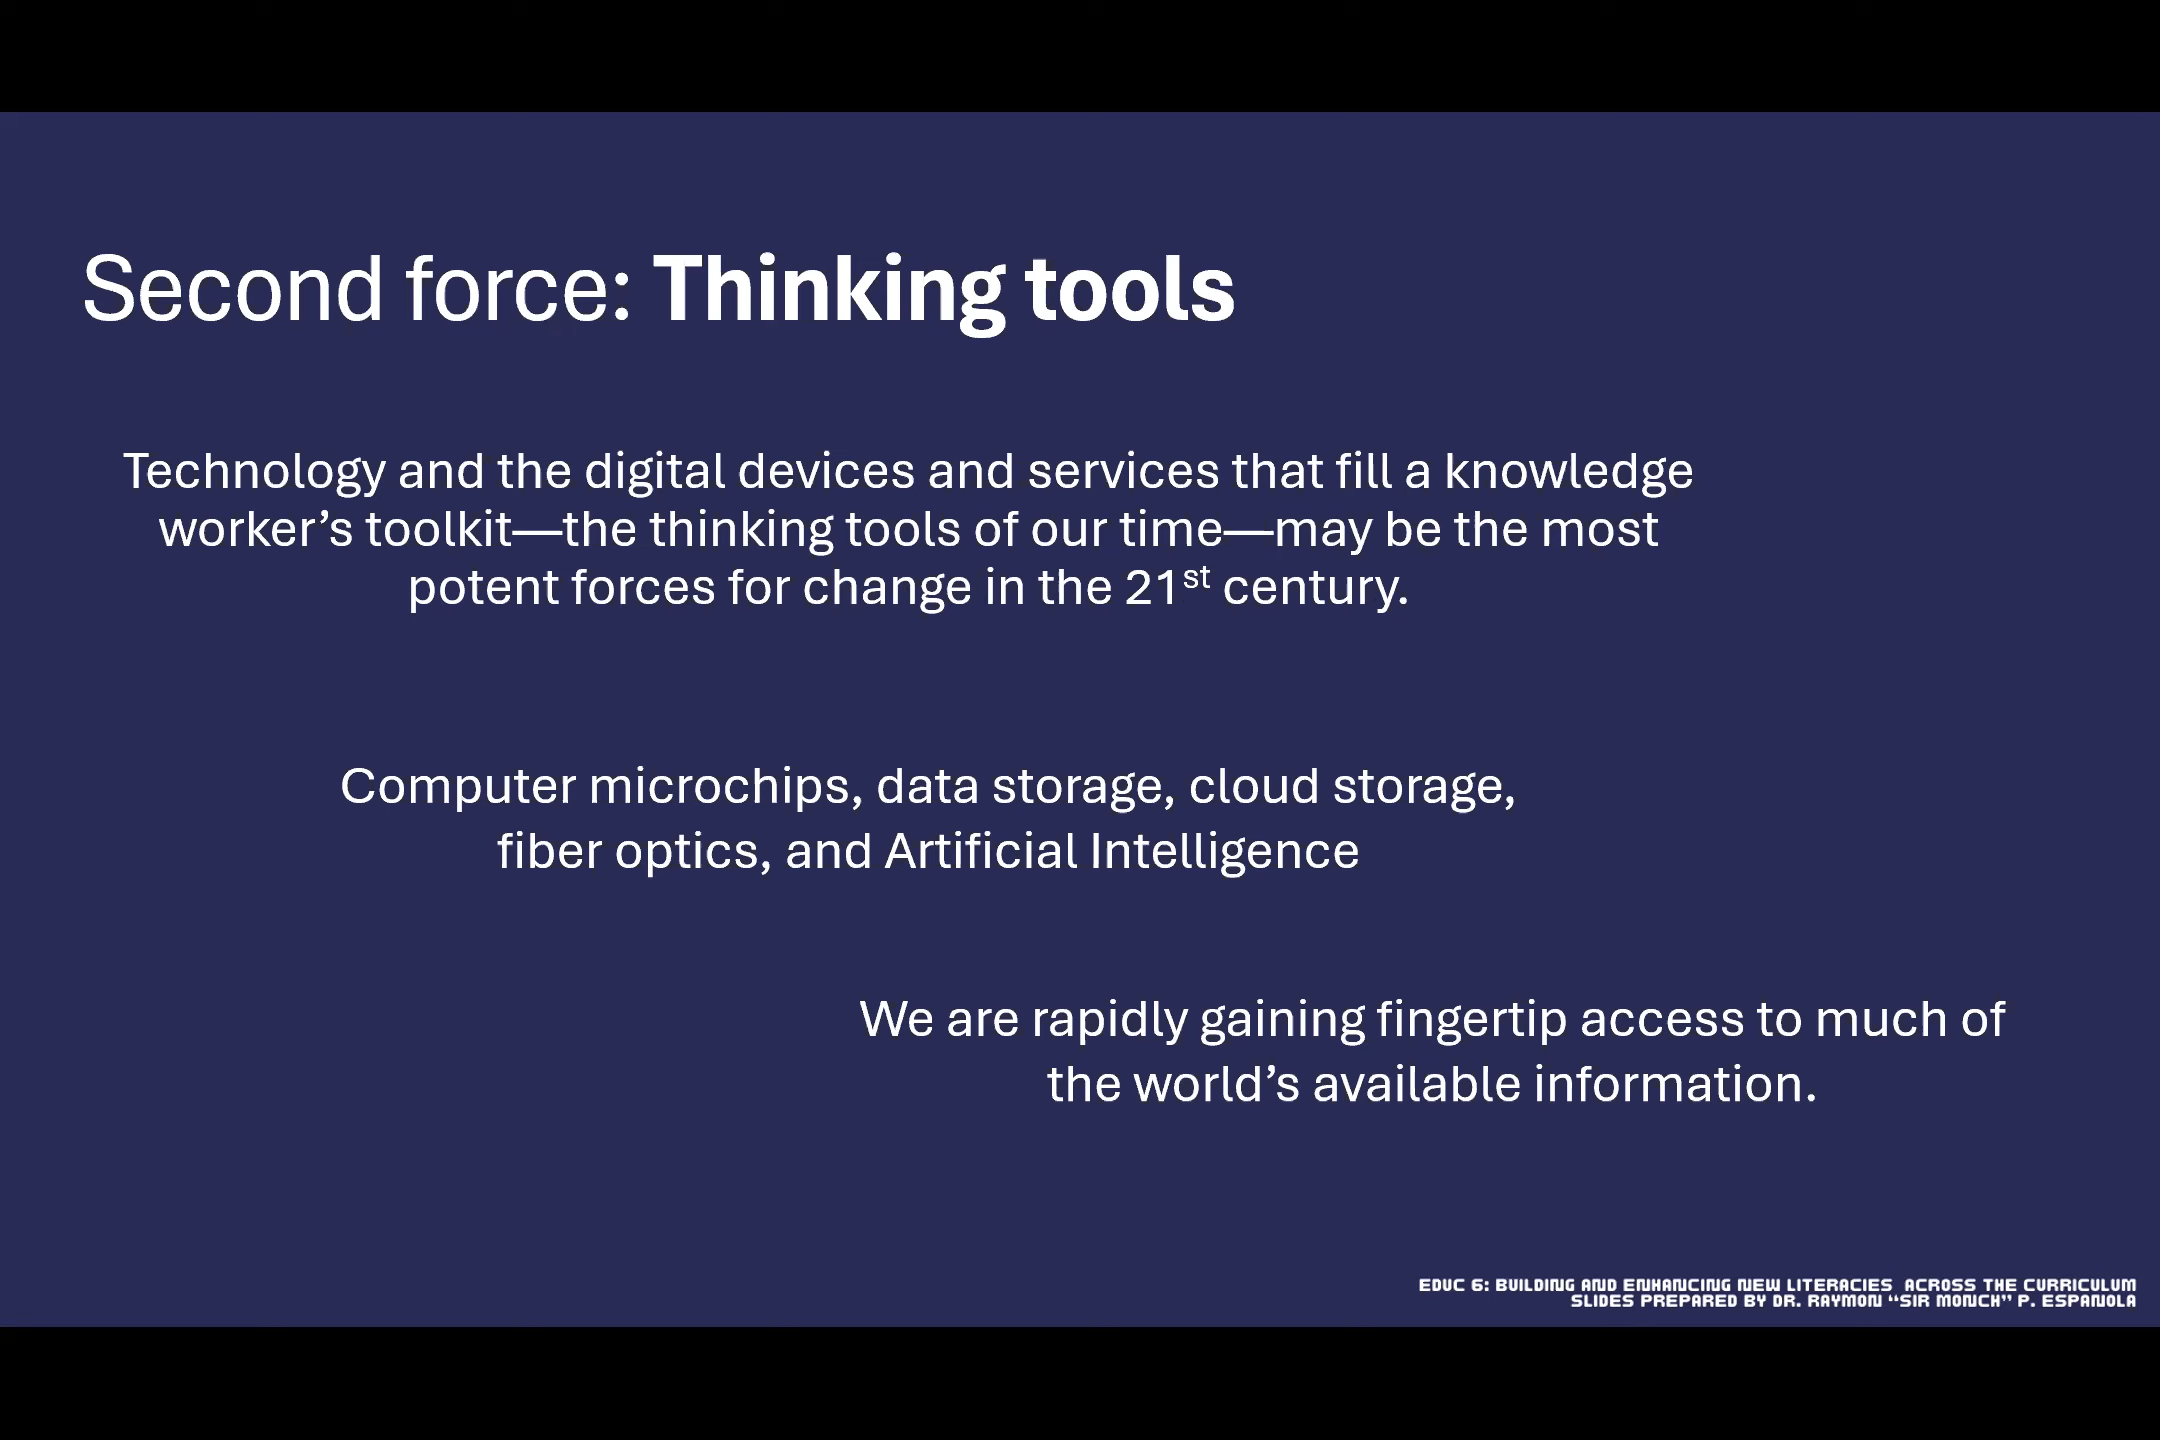 Second force: Thinking tools
Technology and the digital devices and services that fill a knowledge
worker’s toolkit—the thinking tools of our time—may be the most
potent forces for change in the 21st century.
Computer microchips, data storage, cloud storage,
fiber optics, and Artificial Intelligence
We are rapidly gaining fingertip access to much of
the world’s available information.
EDUC 6: BUILDING AND ENHANCING NEW LITERACIES ACROSS THE CURRICULUM
SLIDES PREPARED BY DR. RAYMON “SIR MONCH” P. ESPANOLA